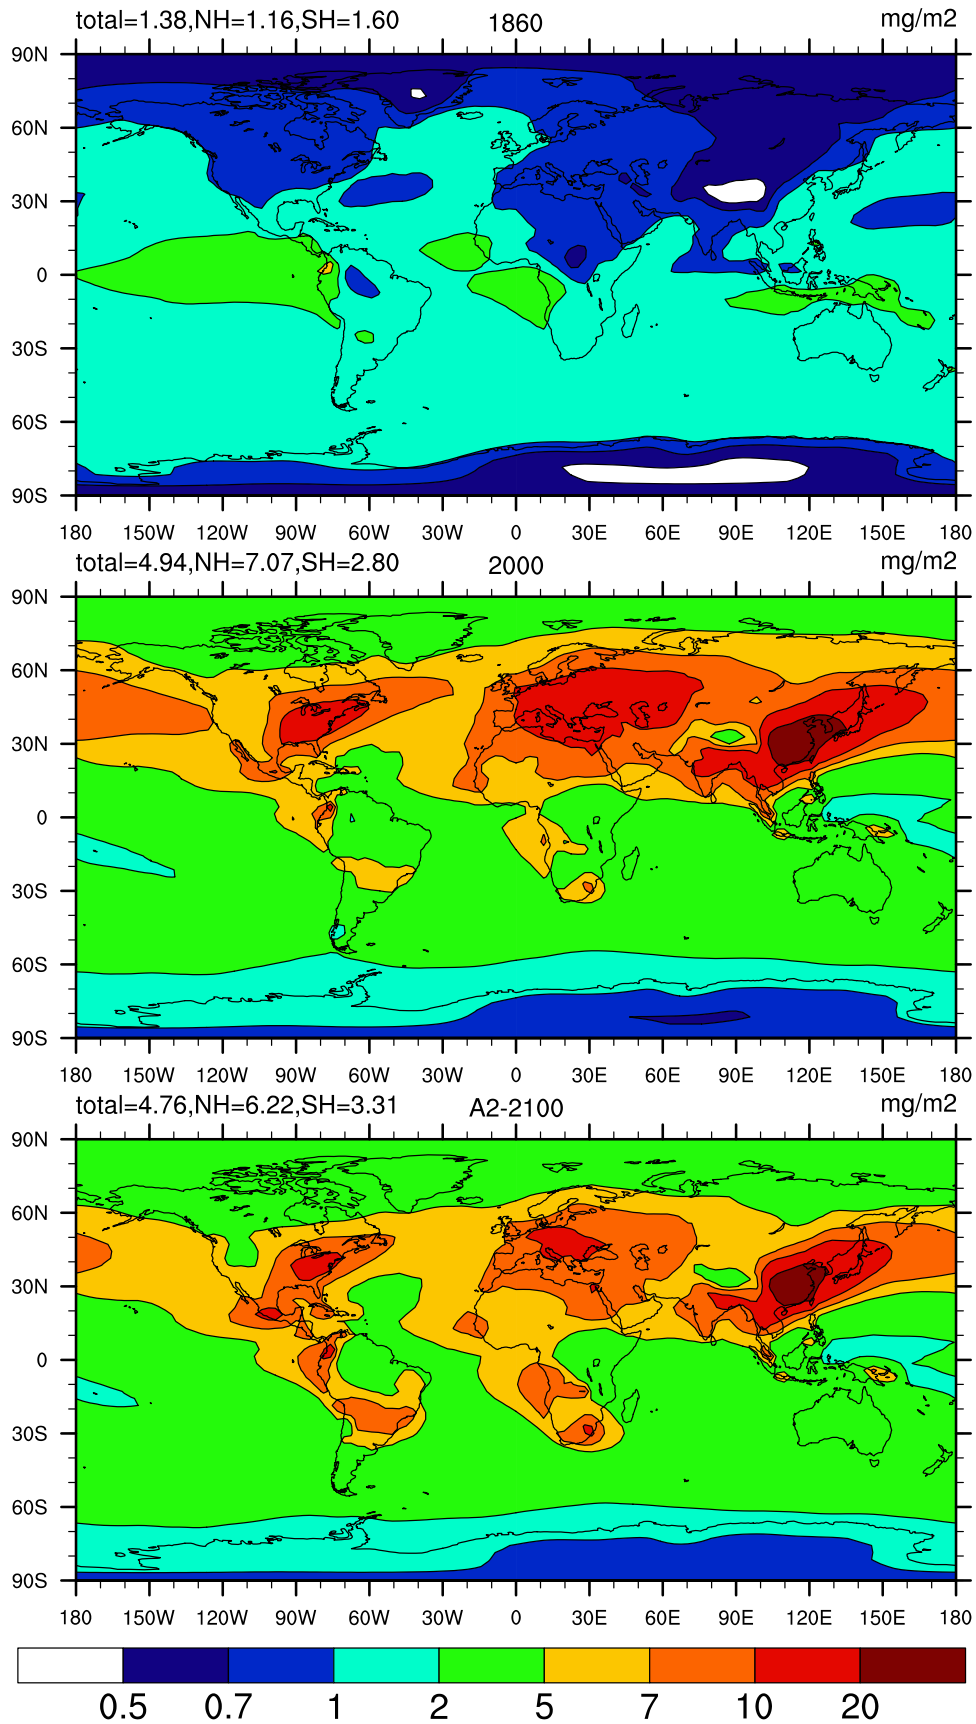 total=1.38,NH=1.16,SH=1.60 1860 mg/m2
90N
60N
30N
0
30S
60S
90S
180 150W 120W 90W 60W 30W 0 30E 60E 90E 120E 150E 180
total=4.94,NH=7.07,SH=2.80 2000 mg/m2
90N
60N
30N
0
30S
60S
90S
180 150W 120W 90W 60W 30W 0 30E 60E 90E 120E 150E 180
total=4.76,NH=6.22,SH=3.31 A2-2100 mg/m2
90N
60N
30N
0
30S
60S
90S
180 150W 120W 90W 60W 30W 0 30E 60E 90E 120E 150E 180
0.5 0.7 1 2 5 7 10 20